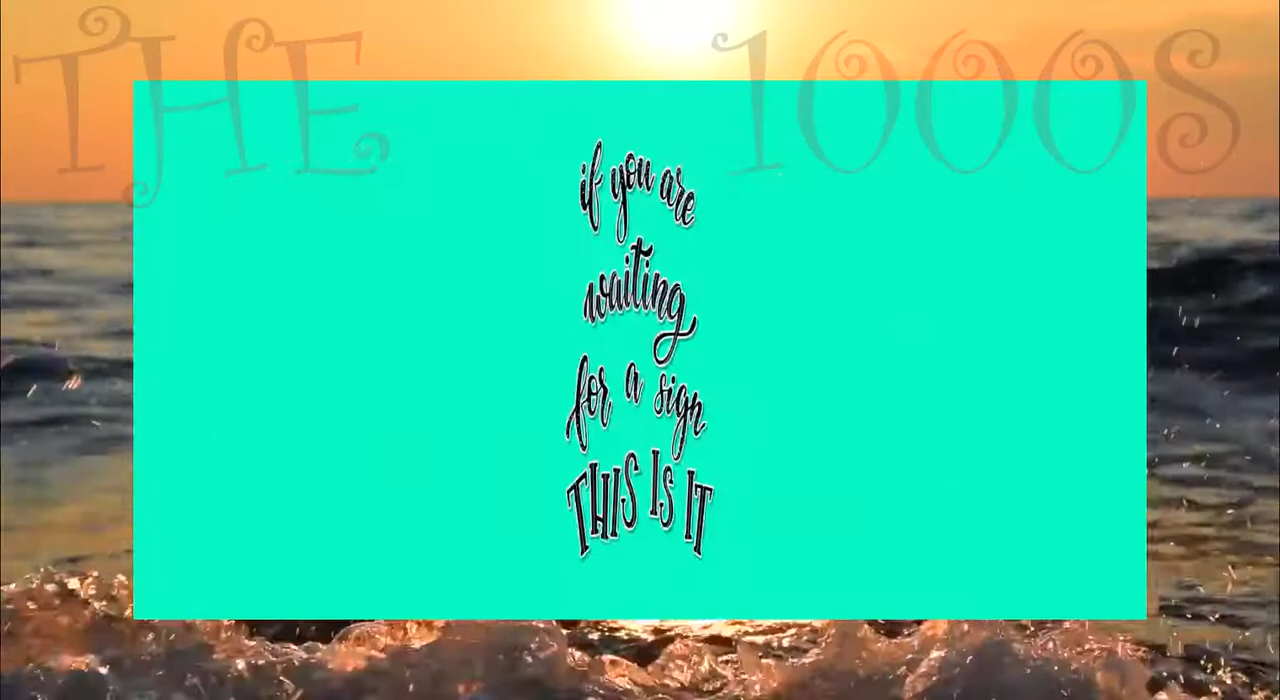 THE 1000S
if you are
waiting
for a sign
THIS IS IT